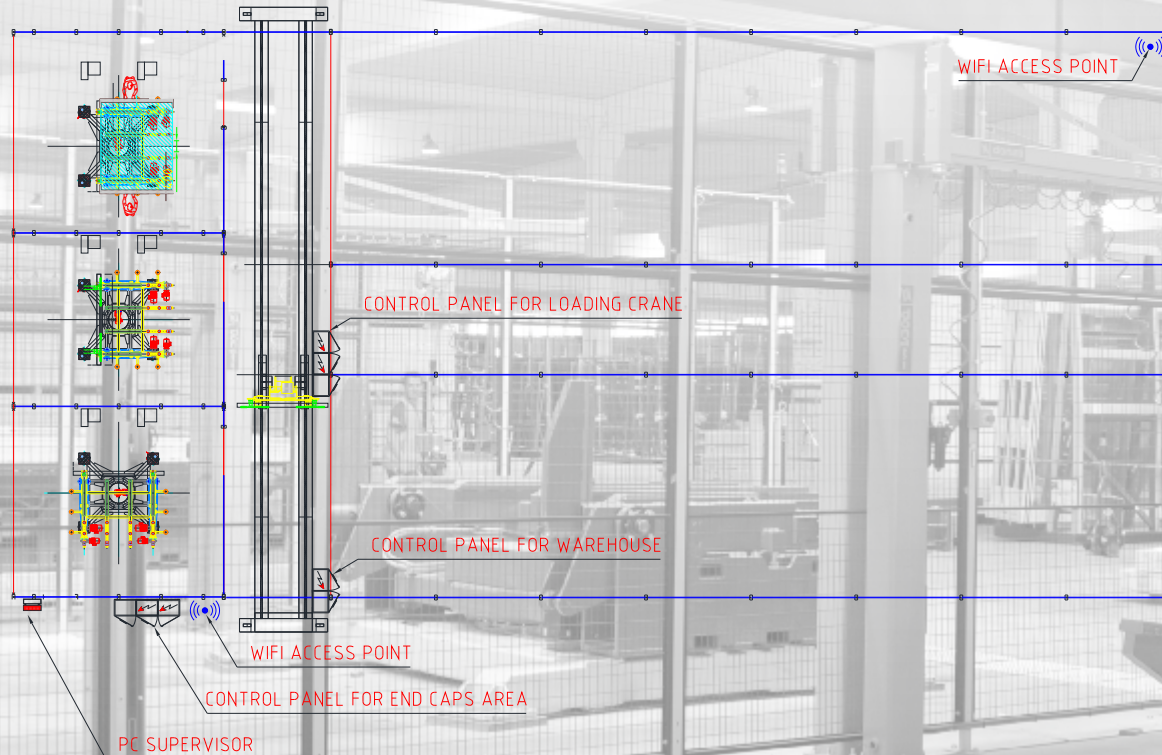 WIFI ACCESS POINT
CONTROL PANEL FOR LOADING CRANE
CONTROL PANEL FOR WAREHOUSE
WIFI ACCESS POINT
CONTROL PANEL FOR END CAPS AREA
PC SUPERVISOR